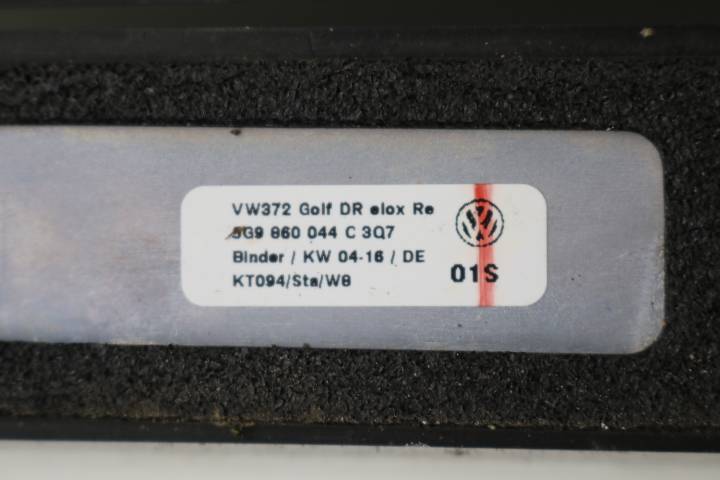 VW372 Golf DR elox Re
5G9 860 044 C 3Q7
Binder / KW 04-16 / DE
KT094/Sta/W8
01S